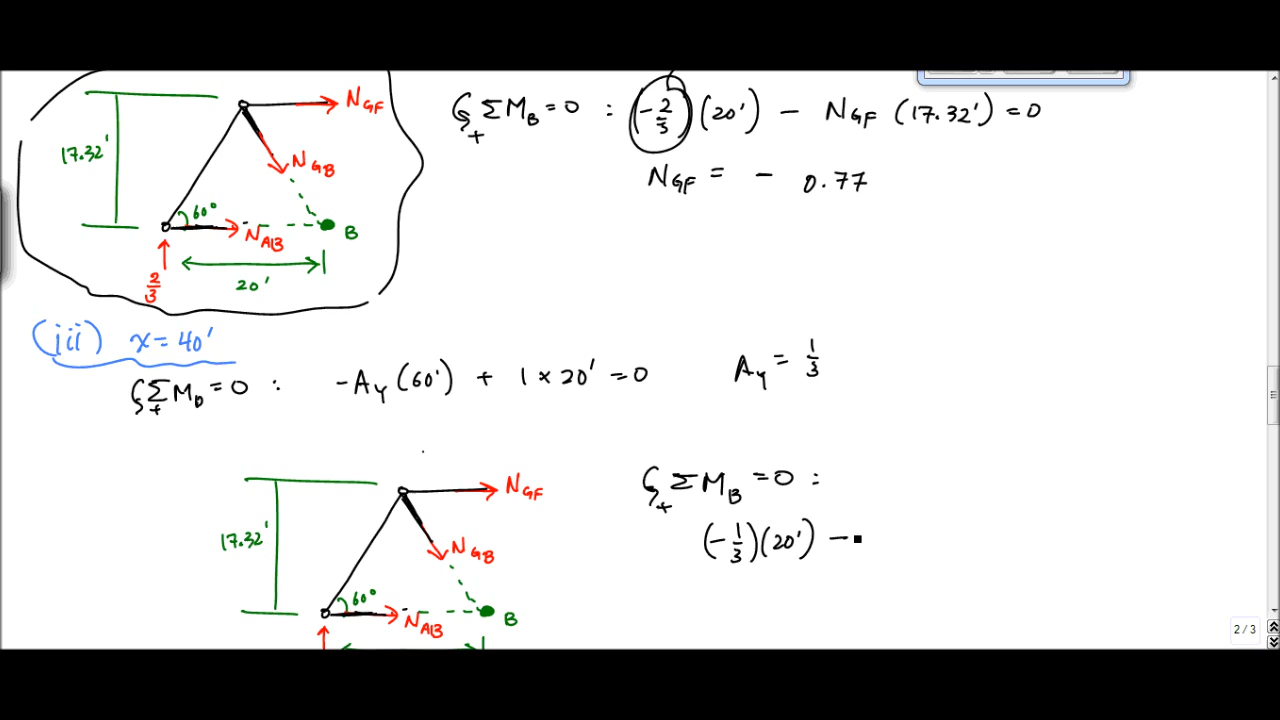 N_GF
17.32'
N_GB
60°
N_AB
B
2/3
20'
↺+ ΣM_B = 0 : (-2/3)(20') - N_GF (17.32') = 0
N_GF = - 0.77
(iii) x = 40'
↺+ ΣM_D = 0 : -A_y (60') + 1 × 20' = 0
A_y = 1/3
N_GF
17.32'
N_GB
60°
N_AB
B
↺+ ΣM_B = 0 :
(-1/3)(20') -
2 / 3